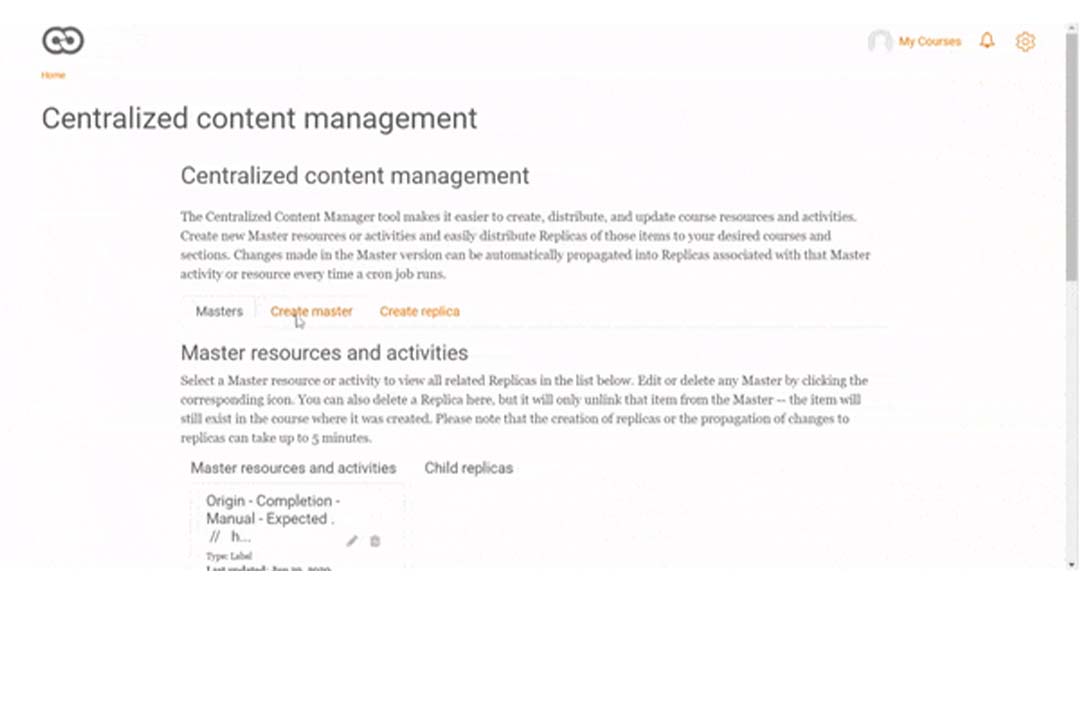 My Courses
Home
Centralized content management
Centralized content management
The Centralized Content Manager tool makes it easier to create, distribute, and update course resources and activities.
Create new Master resources or activities and easily distribute Replicas of those items to your desired courses and
sections. Changes made in the Master version can be automatically propagated into Replicas associated with that Master
activity or resource every time a cron job runs.
Masters Create master Create replica
Master resources and activities
Select a Master resource or activity to view all related Replicas in the list below. Edit or delete any Master by clicking the
corresponding icon. You can also delete a Replica here, but it will only unlink that item from the Master -- the item will
still exist in the course where it was created. Please note that the creation of replicas or the propagation of changes to
replicas can take up to 5 minutes.
Master resources and activities Child replicas
Origin - Completion -
Manual - Expected .
// h...
Type: Label
Last updated: